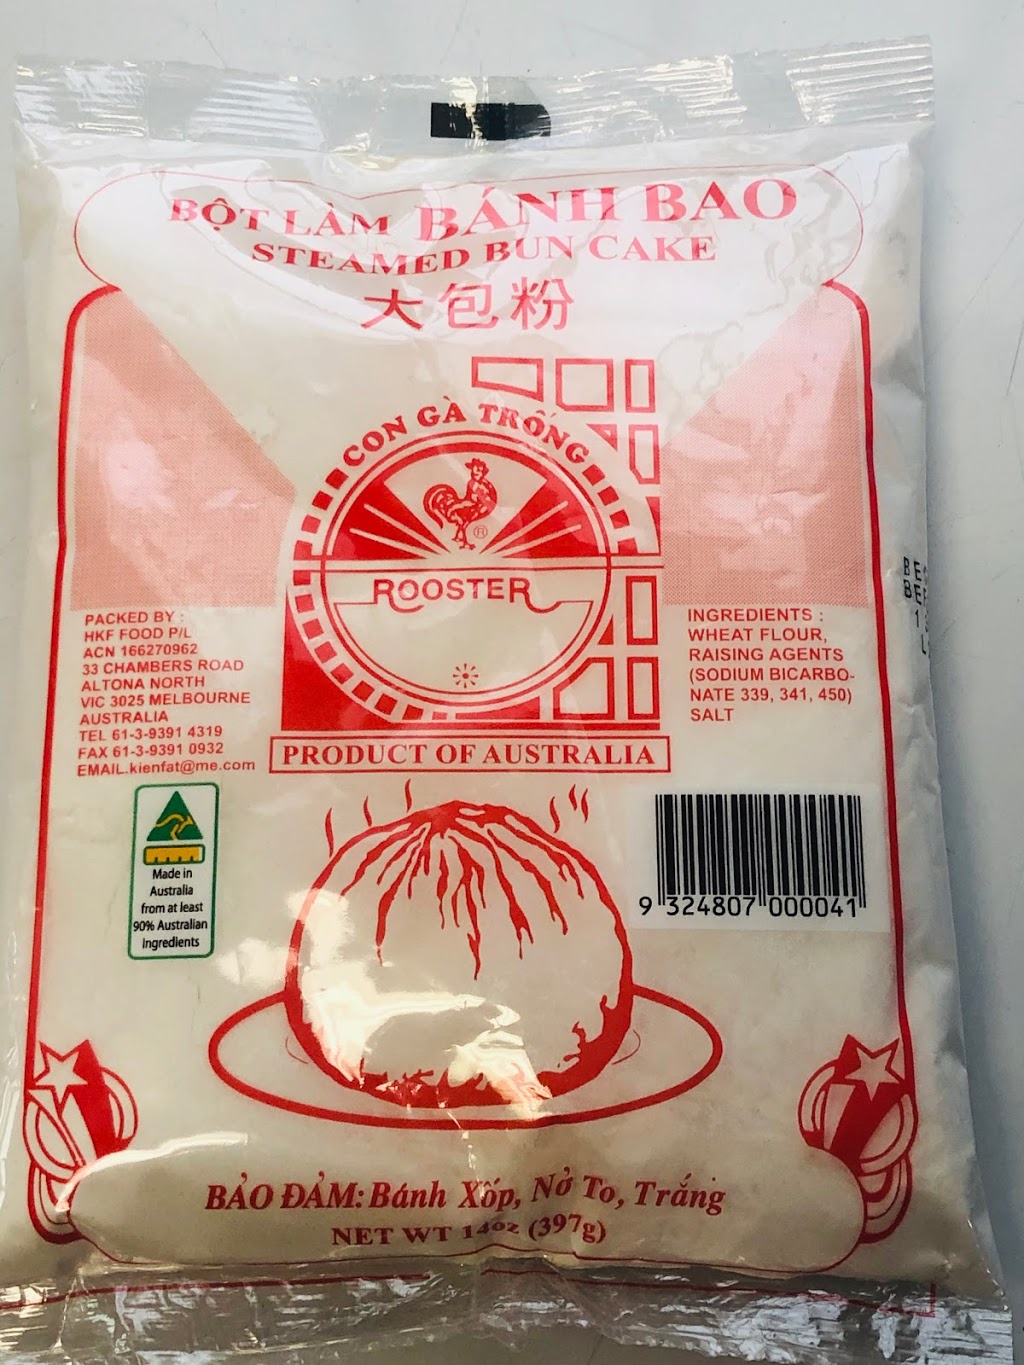 BỘT LÀM BÁNH BAO
STEAMED BUN CAKE
大包粉
CON GÀ TRỐNG
®
ROOSTER
PACKED BY :
HKF FOOD P/L
ACN 166270962
33 CHAMBERS ROAD
ALTONA NORTH
VIC 3025 MELBOURNE
AUSTRALIA
TEL 61-3-9391 4319
FAX 61-3-9391 0932
EMAIL.kienfat@me.com
INGREDIENTS :
WHEAT FLOUR,
RAISING AGENTS
(SODIUM BICARBO-
NATE 339, 341, 450)
SALT
PRODUCT OF AUSTRALIA
Made in
Australia
from at least
90% Australian
ingredients
9 324807 000041
BẢO ĐẢM: Bánh Xốp, Nở To, Trắng
NET WT 14oz (397g)